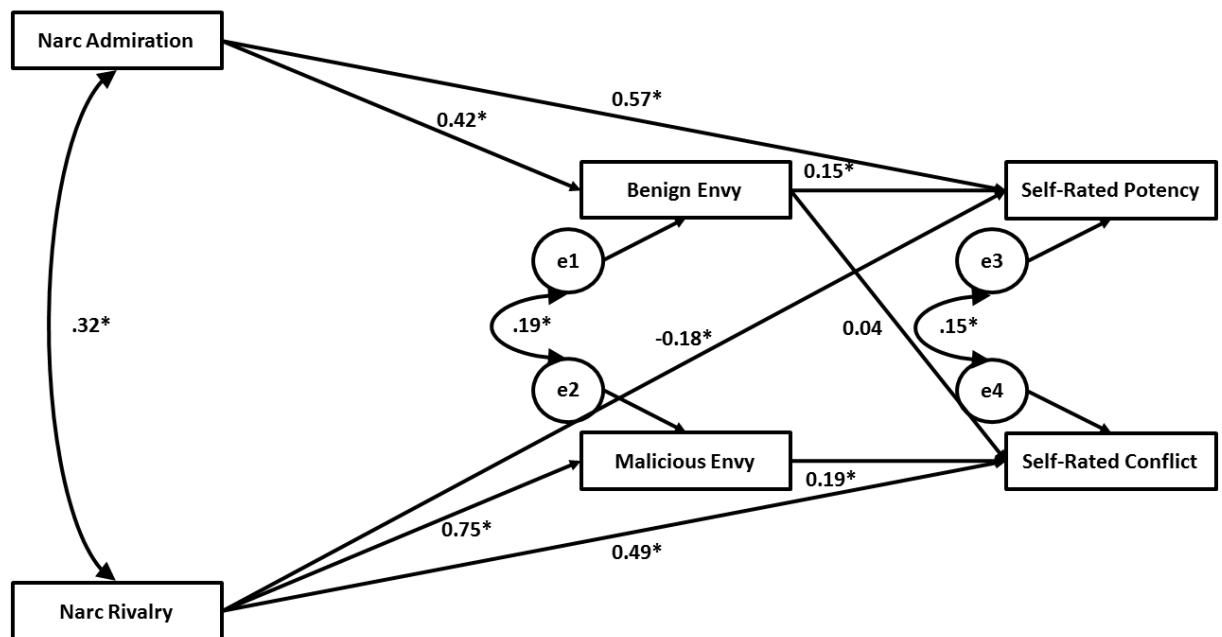 Narc Admiration
0.57*
0.42*
Benign Envy
0.15*
Self-Rated Potency
e1
e3
.32*
.19*
-0.18*
0.04
.15*
e2
e4
Malicious Envy
Self-Rated Conflict
0.19*
0.75*
0.49*
Narc Rivalry